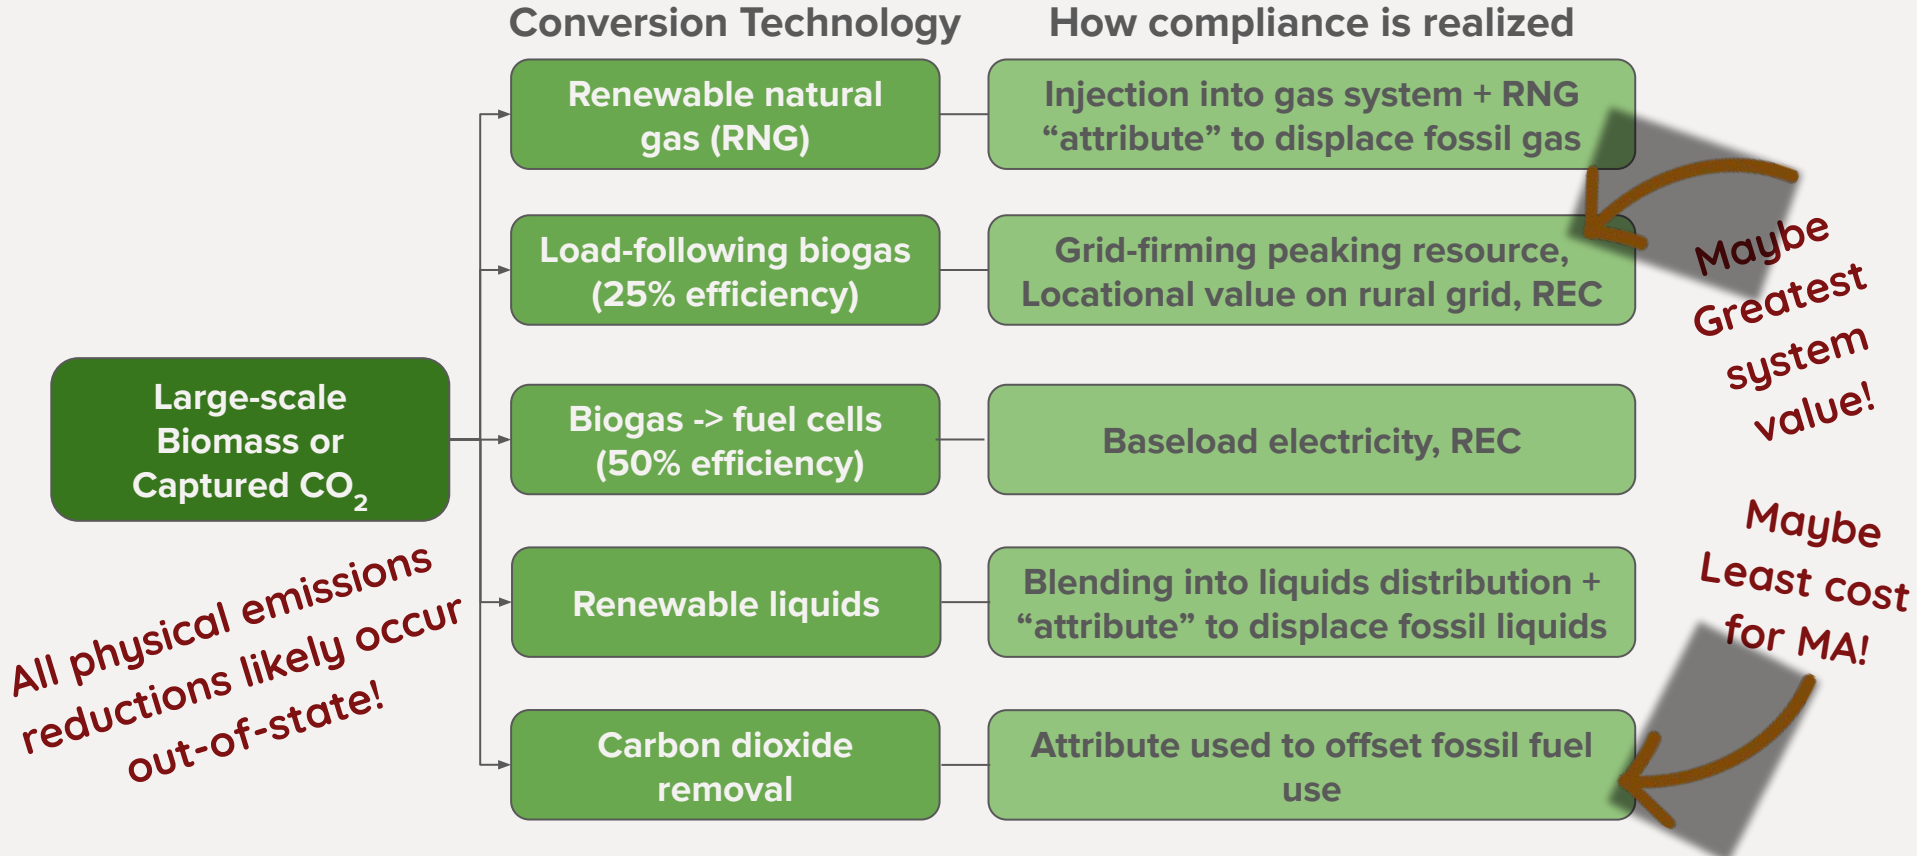 Conversion Technology
How compliance is realized
Renewable natural
gas (RNG)
Injection into gas system + RNG
“attribute” to displace fossil gas
Load-following biogas
(25% efficiency)
Grid-firming peaking resource,
Locational value on rural grid, REC
Maybe
Greatest
system
value!
Large-scale
Biomass or
Captured CO₂
Biogas -> fuel cells
(50% efficiency)
Baseload electricity, REC
All physical emissions
reductions likely occur
out-of-state!
Renewable liquids
Blending into liquids distribution +
“attribute” to displace fossil liquids
Maybe
Least cost
for MA!
Carbon dioxide
removal
Attribute used to offset fossil fuel
use